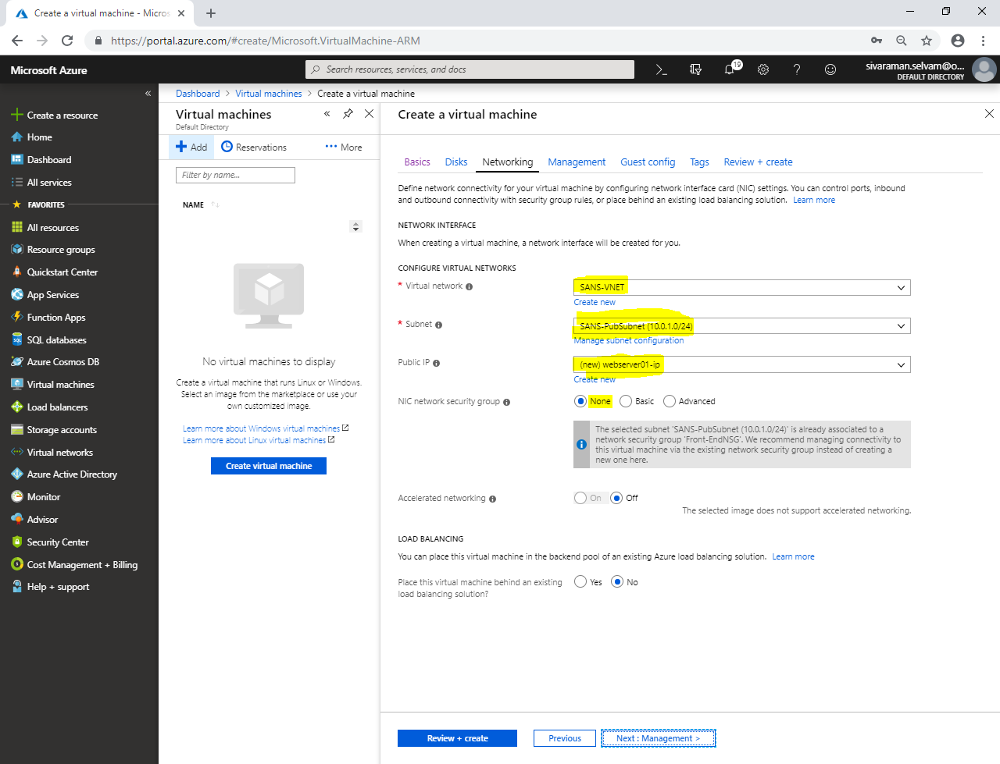 Create a virtual machine - Micros
https://portal.azure.com/#create/Microsoft.VirtualMachine-ARM
Microsoft Azure
Search resources, services, and docs
19
sivaraman.selvam@o...
DEFAULT DIRECTORY
Create a resource
Home
Dashboard
All services
FAVORITES
All resources
Resource groups
Quickstart Center
App Services
Function Apps
SQL databases
Azure Cosmos DB
Virtual machines
Load balancers
Storage accounts
Virtual networks
Azure Active Directory
Monitor
Advisor
Security Center
Cost Management + Billing
Help + support
Dashboard > Virtual machines > Create a virtual machine
Virtual machines
Default Directory
Add
Reservations
More
Filter by name...
NAME
No virtual machines to display
Create a virtual machine that runs Linux or Windows.
Select an image from the marketplace or use your
own customized image.
Learn more about Windows virtual machines
Learn more about Linux virtual machines
Create virtual machine
Create a virtual machine
Basics Disks Networking Management Guest config Tags Review + create
Define network connectivity for your virtual machine by configuring network interface card (NIC) settings. You can control ports, inbound
and outbound connectivity with security group rules, or place behind an existing load balancing solution. Learn more
NETWORK INTERFACE
When creating a virtual machine, a network interface will be created for you.
CONFIGURE VIRTUAL NETWORKS
* Virtual network
SANS-VNET
Create new
* Subnet
SANS-PubSubnet (10.0.1.0/24)
Manage subnet configuration
Public IP
(new) webserver01-ip
Create new
NIC network security group
None Basic Advanced
The selected subnet 'SANS-PubSubnet (10.0.1.0/24)' is already associated to a
network security group 'Front-EndNSG'. We recommend managing connectivity to
this virtual machine via the existing network security group instead of creating a
new one here.
Accelerated networking
On Off
The selected image does not support accelerated networking.
LOAD BALANCING
You can place this virtual machine in the backend pool of an existing Azure load balancing solution. Learn more
Place this virtual machine behind an existing
load balancing solution?
Yes No
Review + create
Previous
Next : Management >